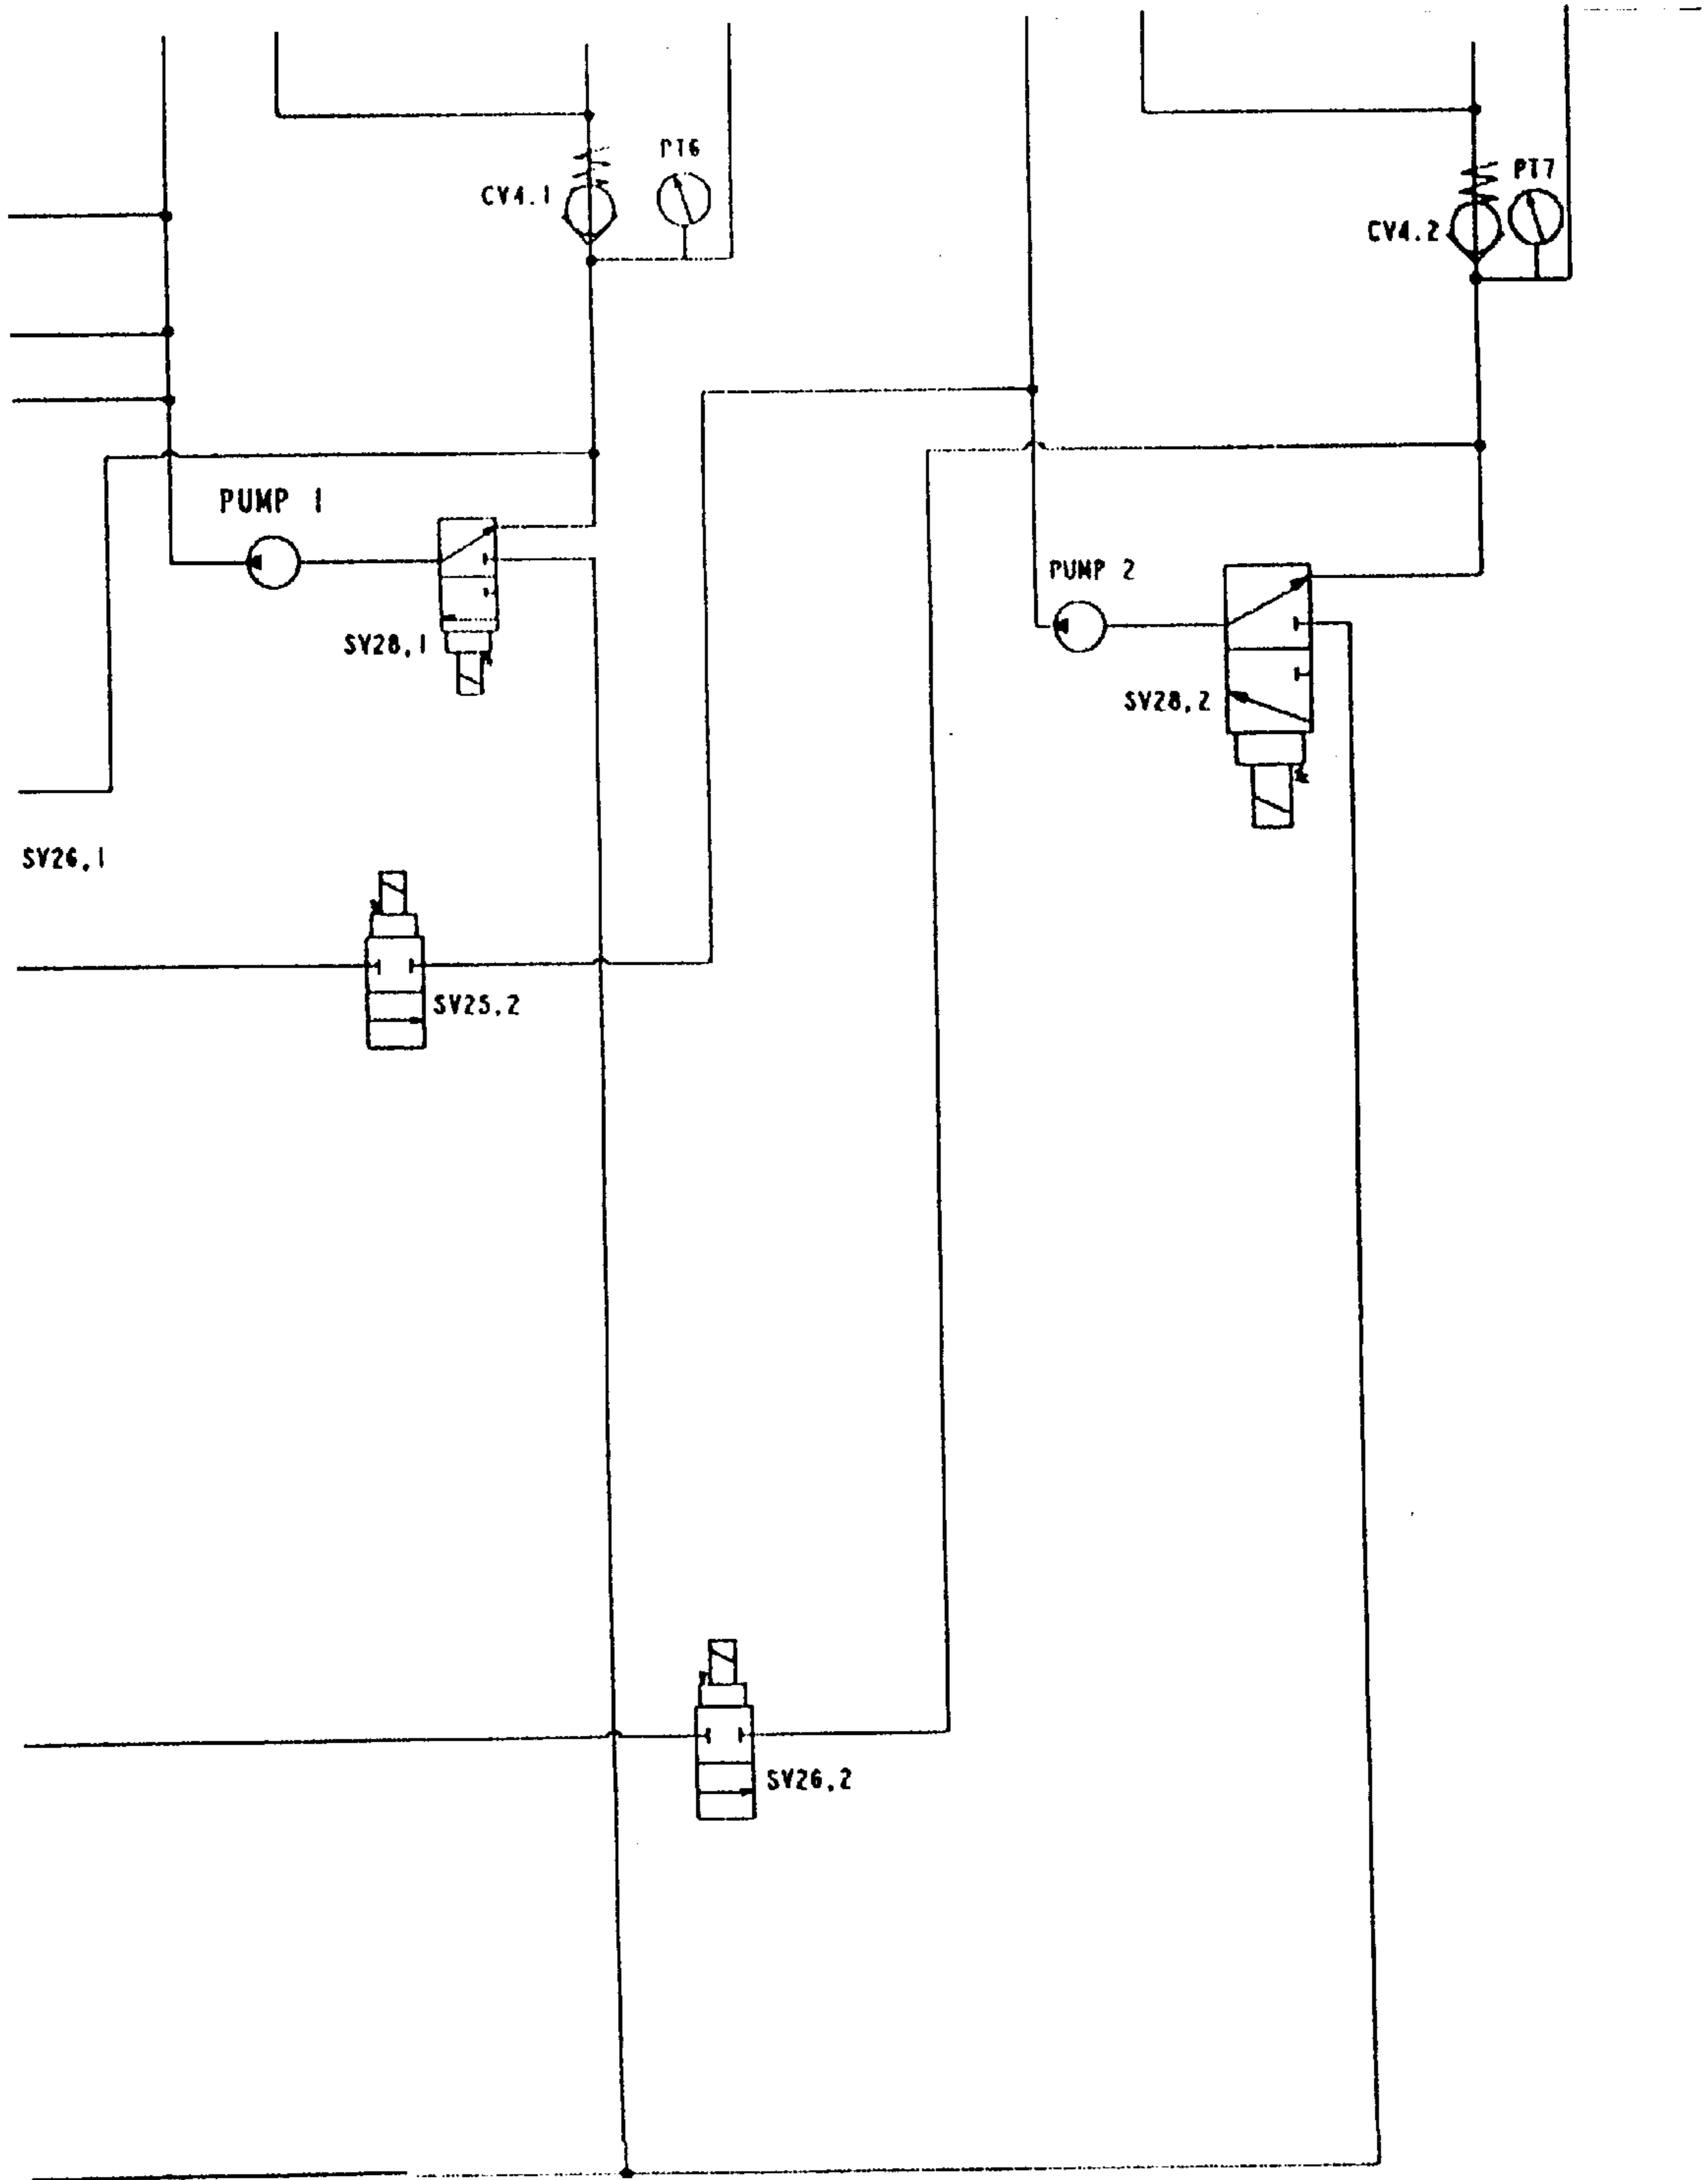 PT6
PT7
CV4.1
CV4.2
PUMP 1
PUMP 2
SV28,1
SV28,2
SV26,1
SV25,2
SV26,2